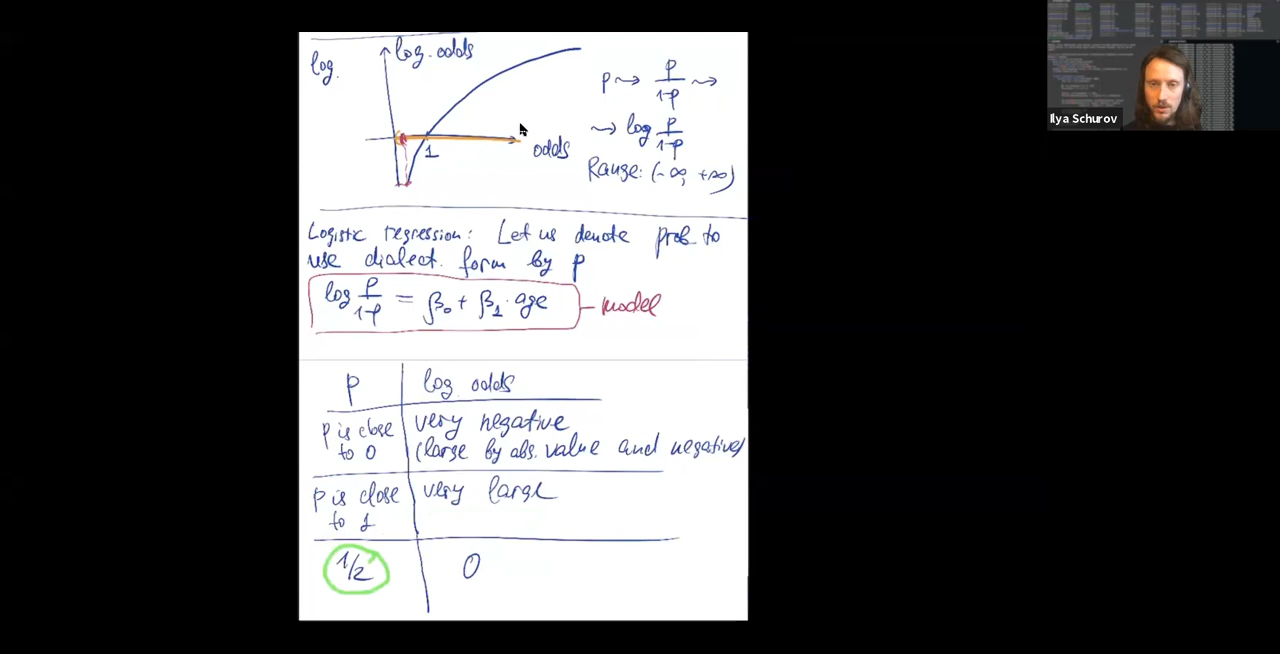 log.
log. odds
1
odds
p ⇝ p/(1-p) ⇝
⇝ log p/(1-p)
Range: (-∞, +∞)
Logistic regression: Let us denote prob. to
use dialect. form by p
log p/(1-p) = β₀ + β₁ · age — model
p | log odds
p is close to 0 | very negative
(large by abs. value and negative)
p is close to 1 | very large
1/2 | 0
Ilya Schurov